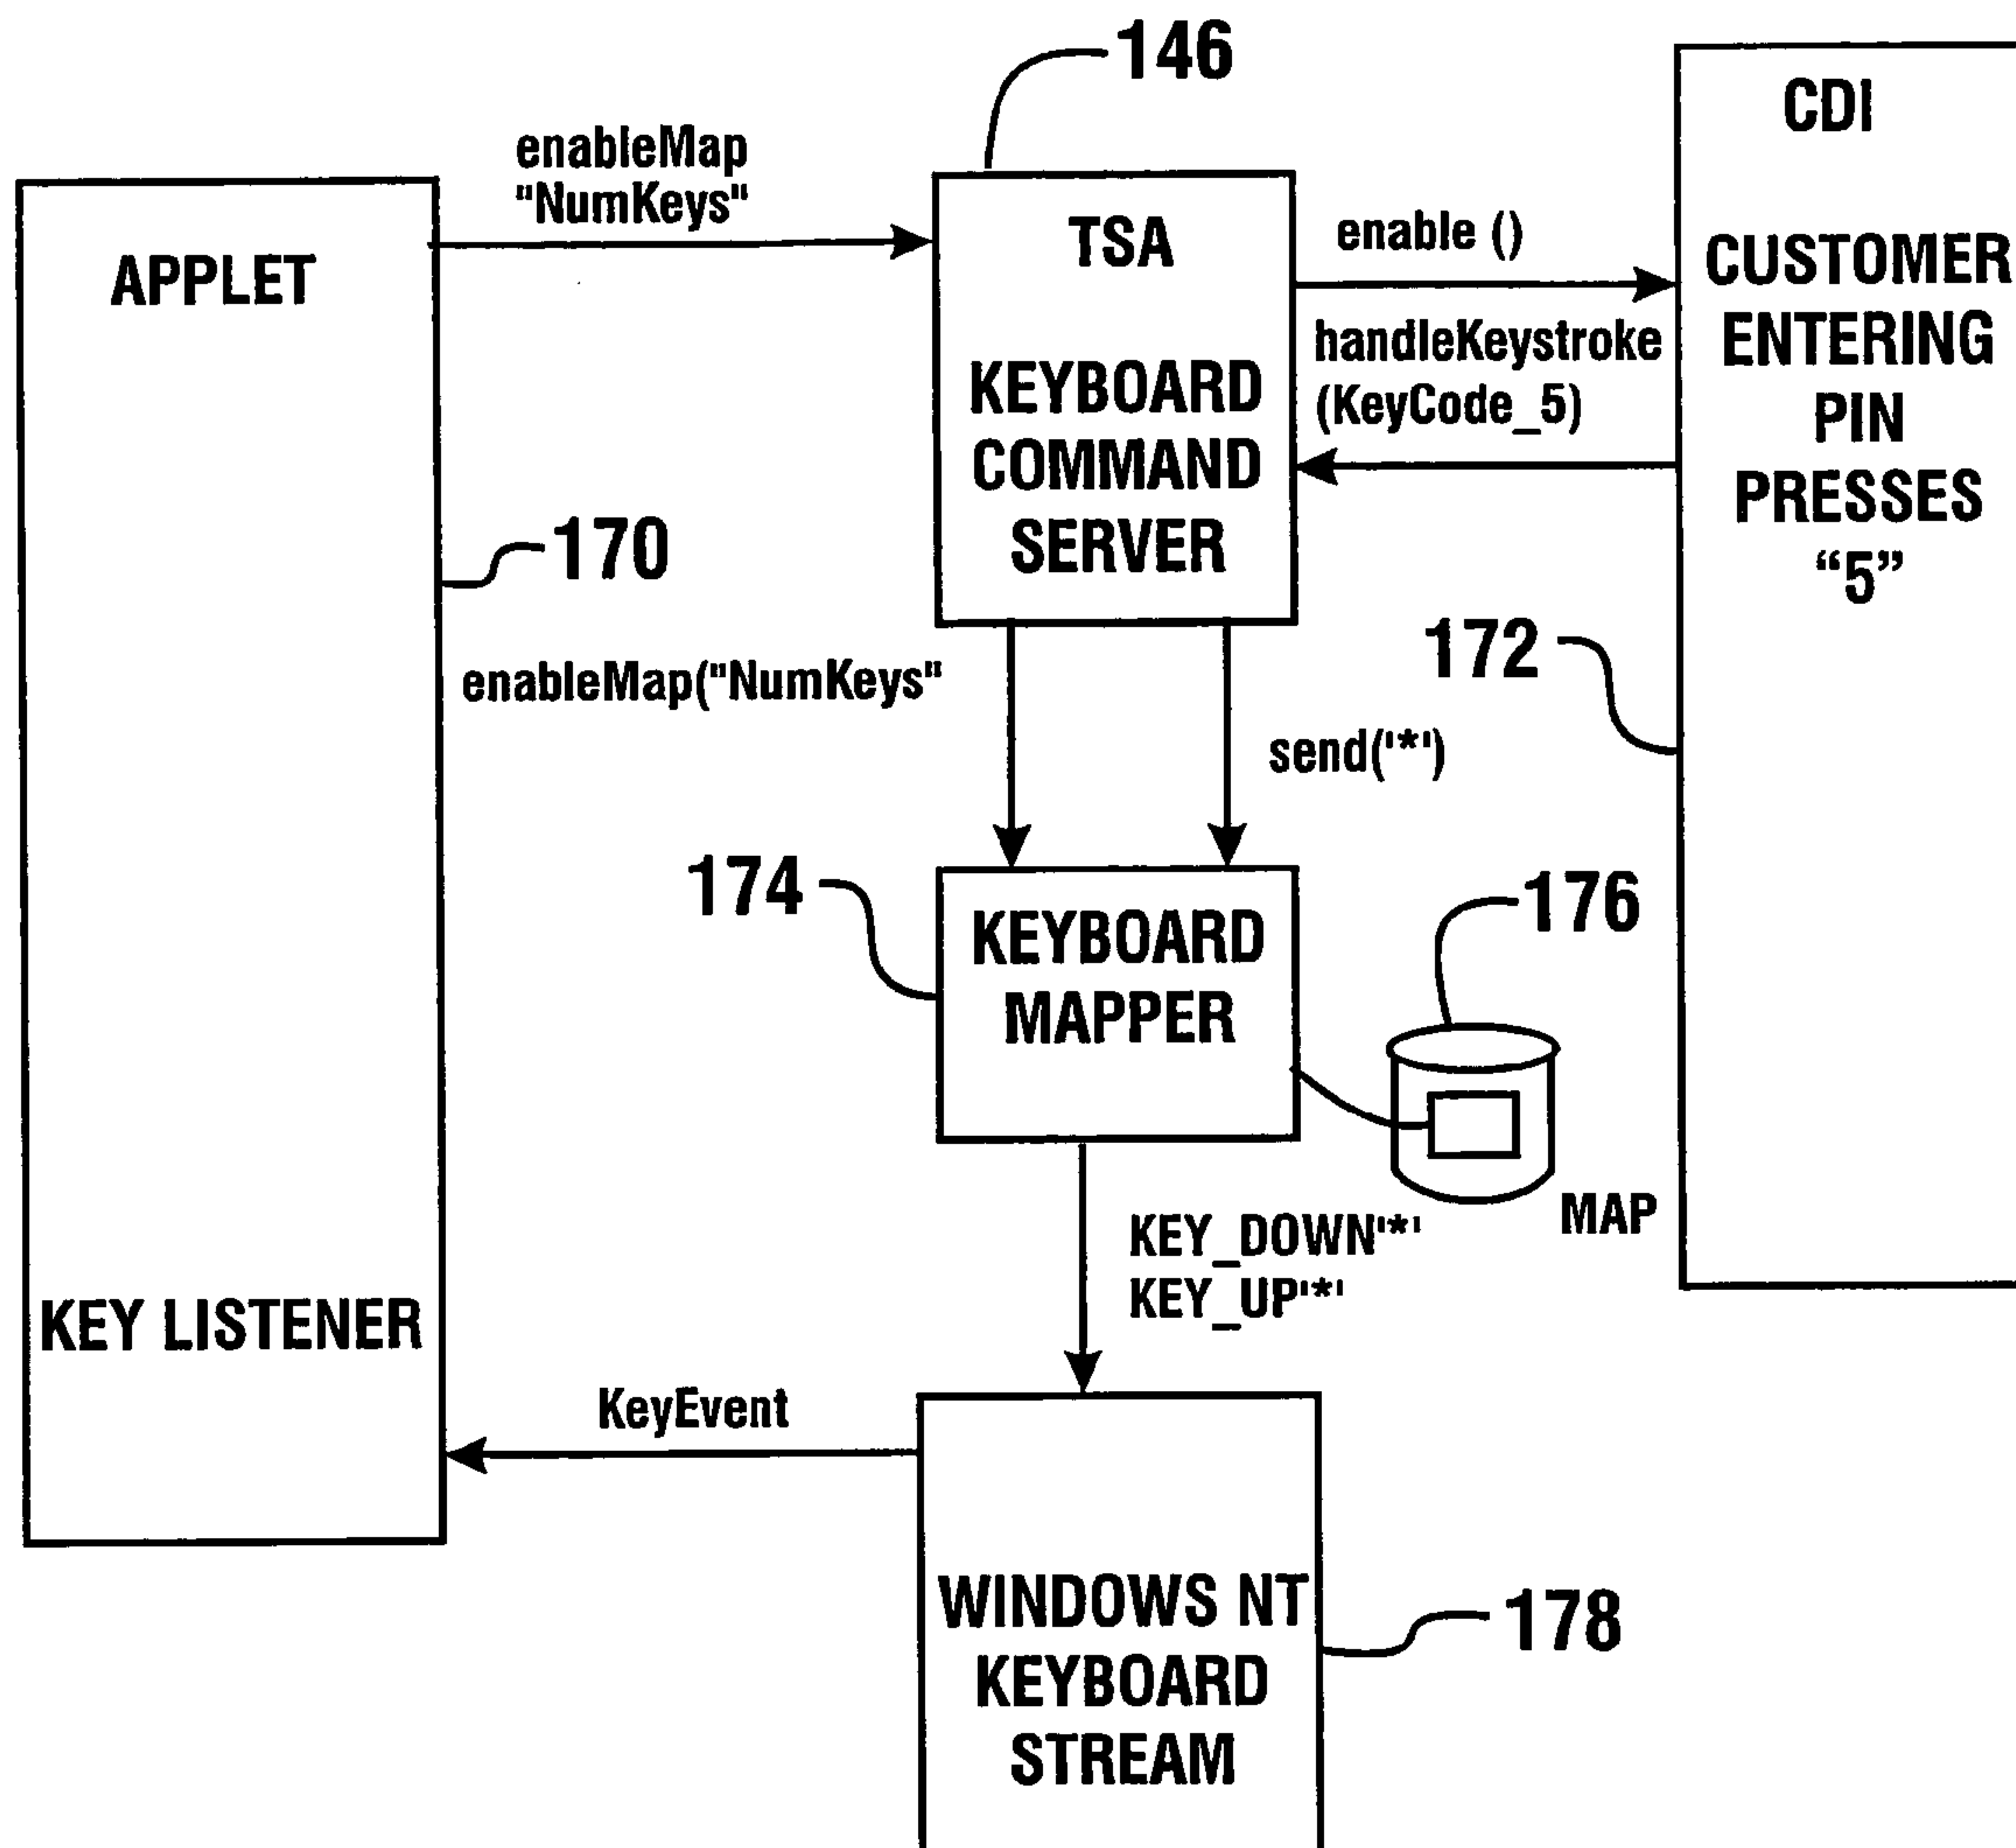 146
CDI
enableMap
"NumKeys"
TSA
enable ()
APPLET
CUSTOMER
ENTERING
PIN
PRESSES
“5”
handleKeystroke
(KeyCode_5)
KEYBOARD
COMMAND
SERVER
170
172
enableMap("NumKeys"
send('*')
174
KEYBOARD
MAPPER
176
MAP
KEY_DOWN'*'
KEY_UP'*'
KEY LISTENER
KeyEvent
WINDOWS NT
KEYBOARD
STREAM
178